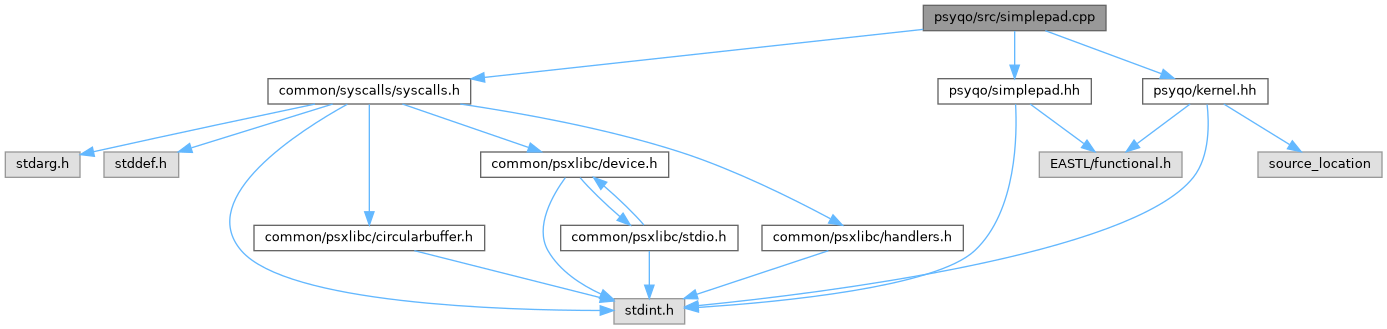 psyqo/src/simplepad.cpp
common/syscalls/syscalls.h
psyqo/simplepad.hh
psyqo/kernel.hh
stdarg.h
stddef.h
common/psxlibc/device.h
EASTL/functional.h
source_location
common/psxlibc/circularbuffer.h
common/psxlibc/stdio.h
common/psxlibc/handlers.h
stdint.h